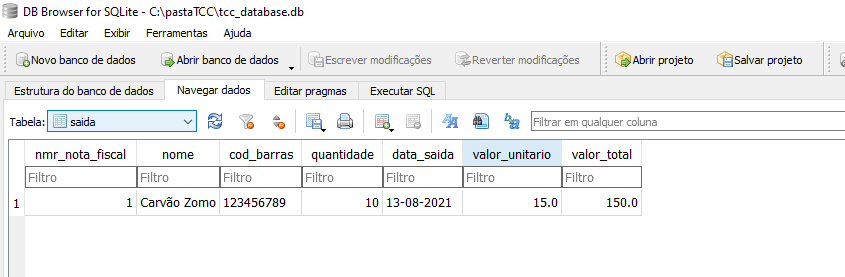 DB Browser for SQLite - C:\pastaTCC\tcc_database.db
Arquivo Editar Exibir Ferramentas Ajuda
Novo banco de dados Abrir banco de dados Escrever modificações Reverter modificações Abrir projeto Salvar projeto
Estrutura do banco de dados Navegar dados Editar pragmas Executar SQL
Tabela: saida Filtrar em qualquer coluna
nmr_nota_fiscal nome cod_barras quantidade data_saida valor_unitario valor_total
Filtro Filtro Filtro Filtro Filtro Filtro Filtro
1 1 Carvão Zomo 123456789 10 13-08-2021 15.0 150.0